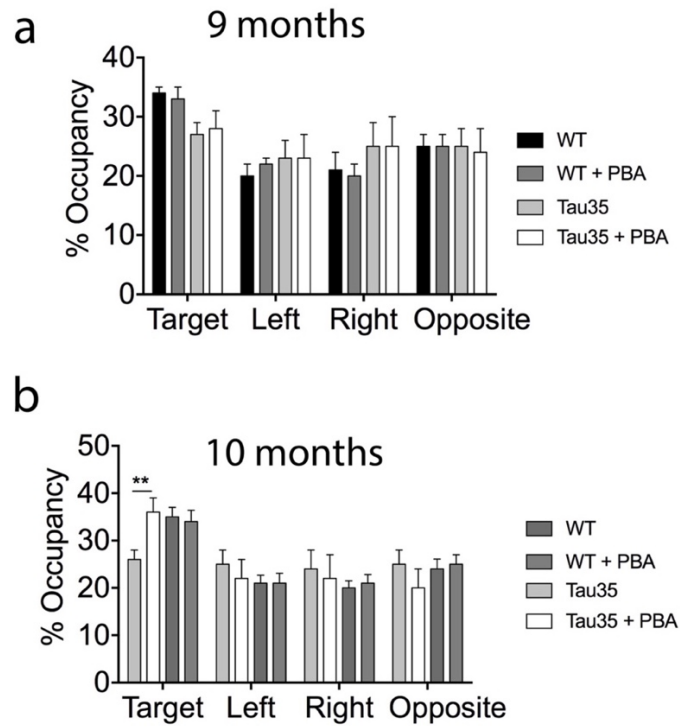 a
9 months
% Occupancy
40
30
20
10
0
Target Left Right Opposite
WT
WT + PBA
Tau35
Tau35 + PBA
b
10 months
% Occupancy
50
40
30
20
10
0
**
Target Left Right Opposite
WT
WT + PBA
Tau35
Tau35 + PBA